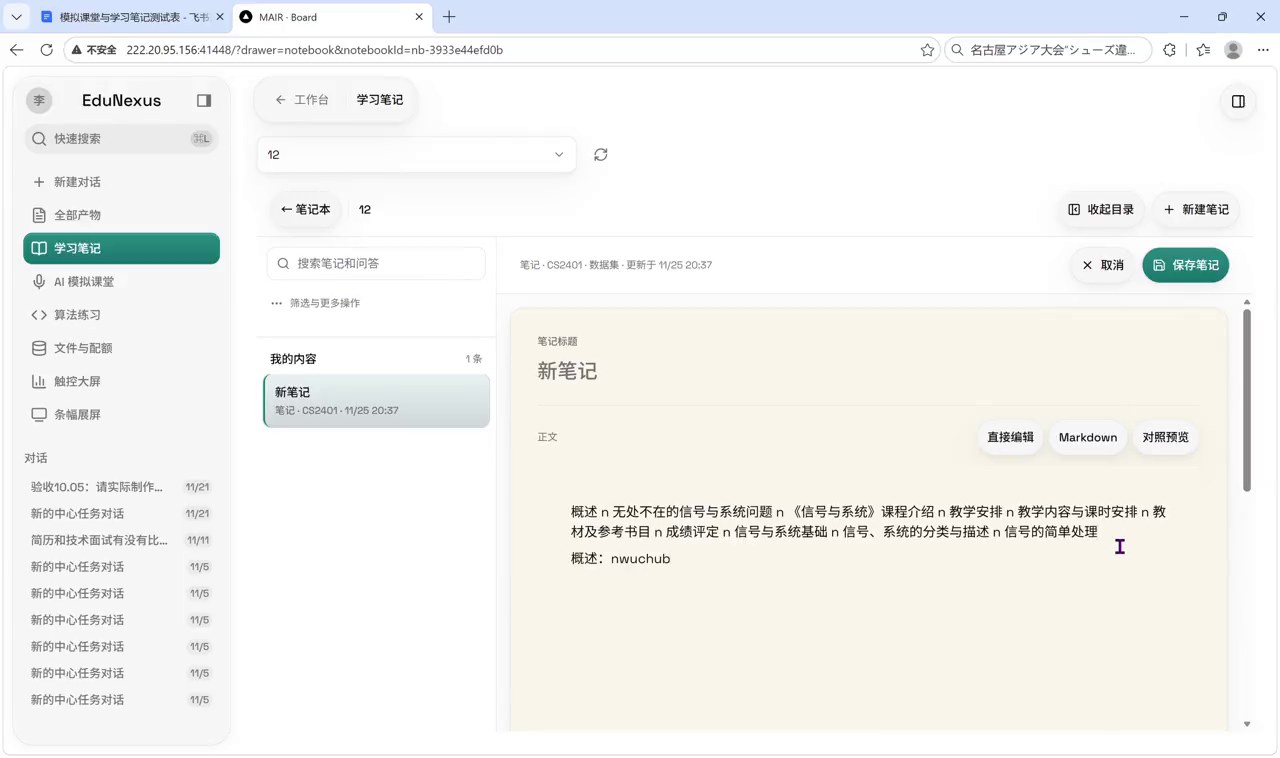 模拟课堂与学习笔记测试表 - 飞书
MAIR · Board
不安全 222.20.95.156:41448/?drawer=notebook&notebookId=nb-3933e44efd0b
名古屋アジア大会“シューズ違...
李
EduNexus
快速搜索 ⌘L
新建对话
全部产物
学习笔记
AI 模拟课堂
算法练习
文件与配额
触控大屏
条幅展屏
对话
验收10.05：请实际制作... 11/21
新的中心任务对话 11/21
简历和技术面试有没有比... 11/11
新的中心任务对话 11/5
新的中心任务对话 11/5
新的中心任务对话 11/5
新的中心任务对话 11/5
新的中心任务对话 11/5
新的中心任务对话 11/5
← 工作台 学习笔记
12
← 笔记本 12
收起目录 + 新建笔记
搜索笔记和问答
··· 筛选与更多操作
我的内容 1 条
新笔记
笔记 · CS2401 · 11/25 20:37
笔记 · CS2401 · 数据集 · 更新于 11/25 20:37
× 取消 保存笔记
笔记标题
新笔记
正文
直接编辑 Markdown 对照预览
概述 n 无处不在的信号与系统问题 n 《信号与系统》课程介绍 n 教学安排 n 教学内容与课时安排 n 教
材及参考书目 n 成绩评定 n 信号与系统基础 n 信号、系统的分类与描述 n 信号的简单处理
概述：nwuchub